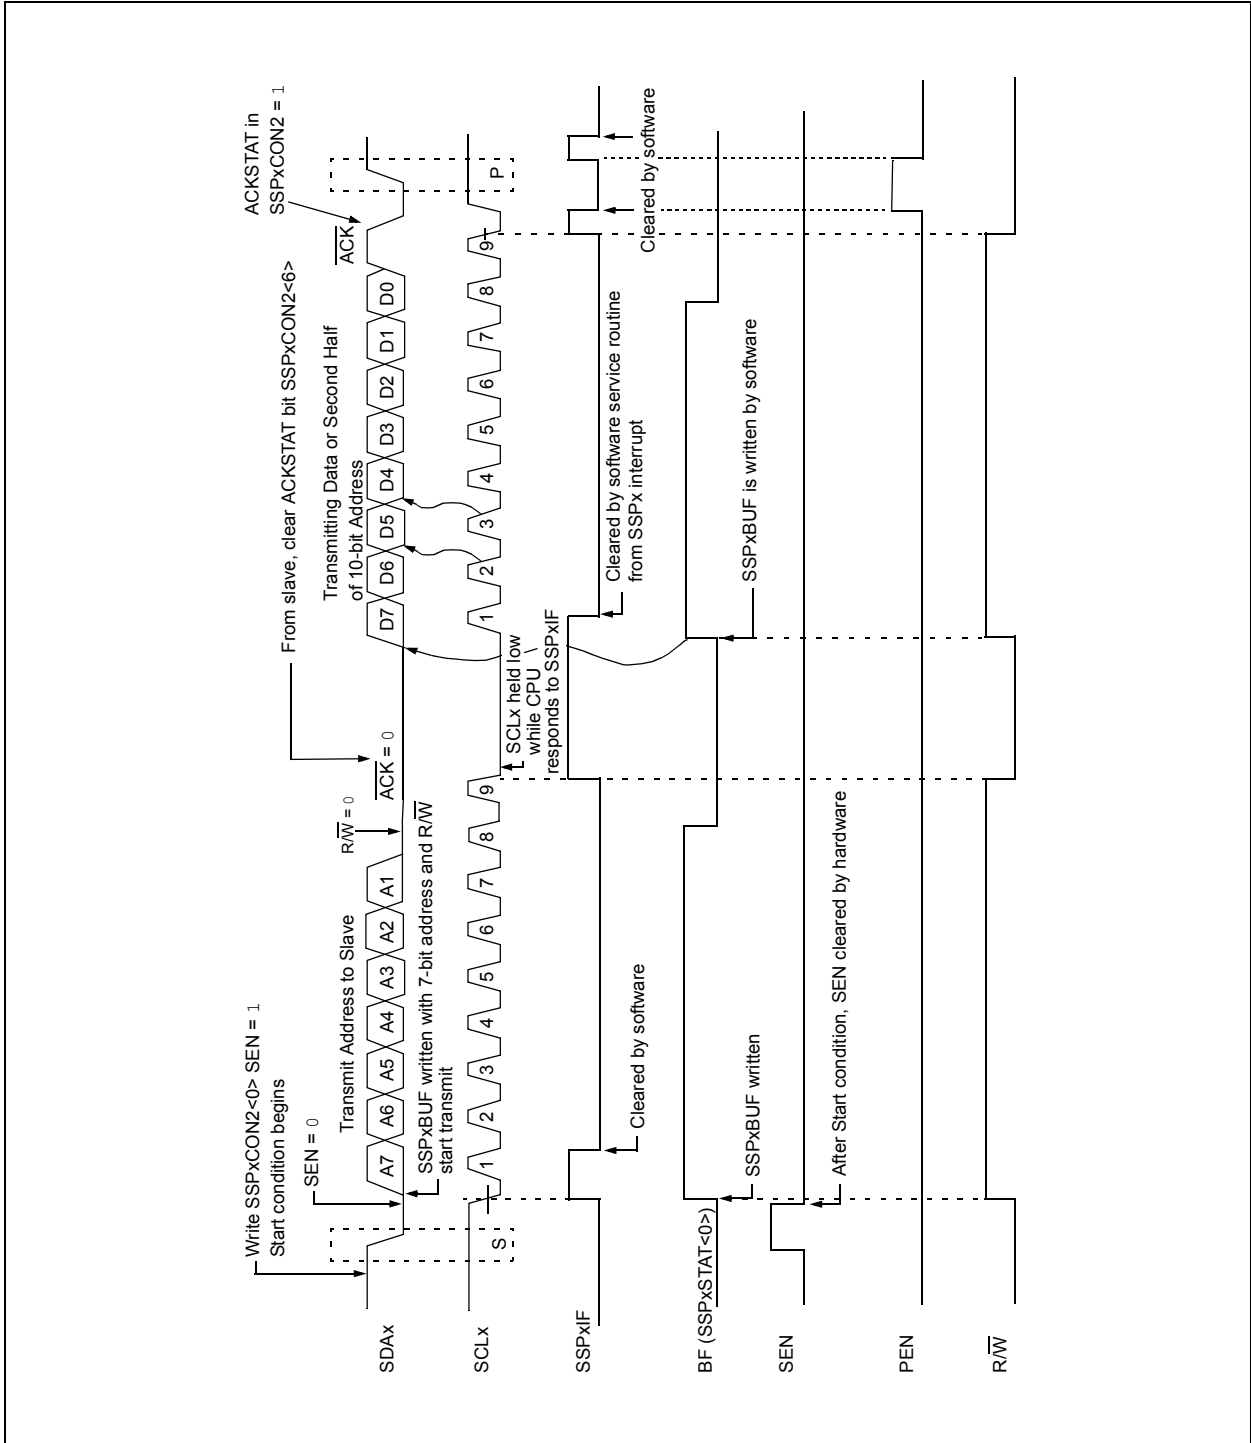 Write SSPxCON2<0> SEN = 1
Start condition begins
SEN = 0
Transmit Address to Slave
R/W = 0
From slave, clear ACKSTAT bit SSPxCON2<6>
ACK = 0
Transmitting Data or Second Half
of 10-bit Address
ACKSTAT in
SSPxCON2 = 1
ACK
SDAx
A7 A6 A5 A4 A3 A2 A1
D7 D6 D5 D4 D3 D2 D1 D0
SSPxBUF written with 7-bit address and R/W
start transmit
SCLx
S
1 2 3 4 5 6 7 8 9
1 2 3 4 5 6 7 8 9
P
SCLx held low
while CPU
responds to SSPxIF
SSPxIF
Cleared by software
Cleared by software service routine
from SSPx interrupt
Cleared by software
BF (SSPxSTAT<0>)
SSPxBUF written
SSPxBUF is written by software
SEN
After Start condition, SEN cleared by hardware
PEN
R/W